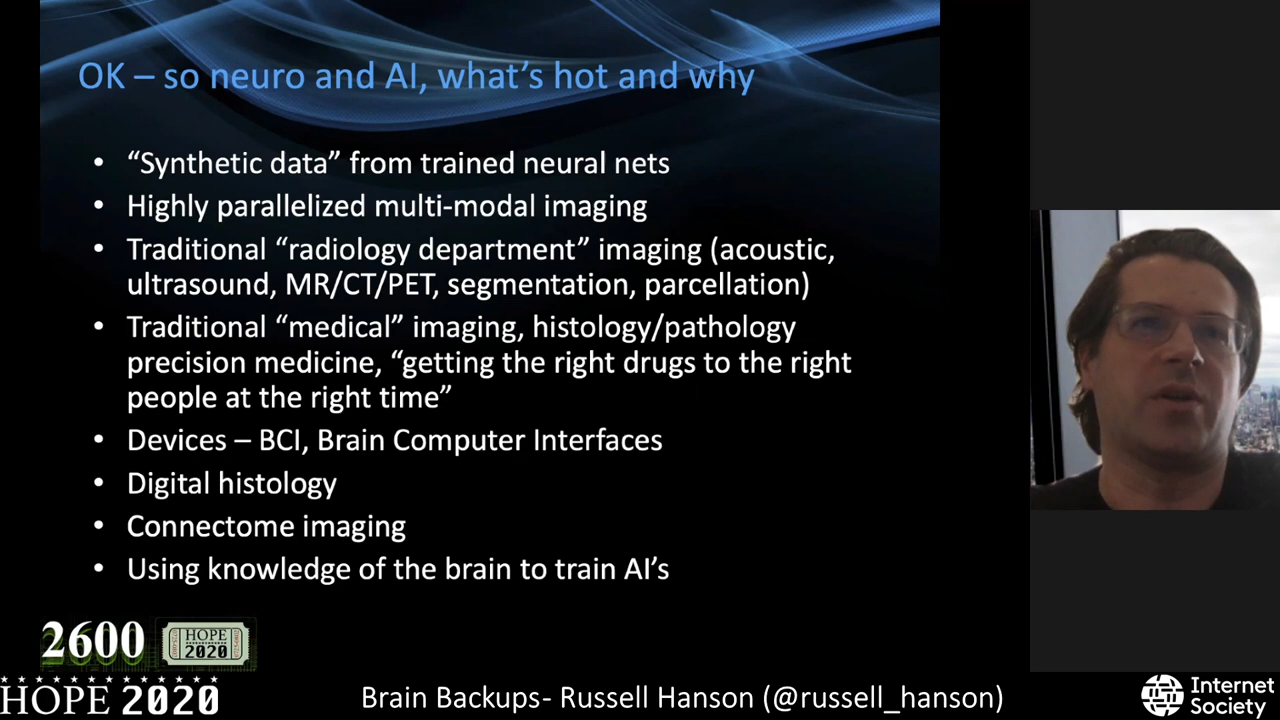 OK – so neuro and AI, what's hot and why
• “Synthetic data” from trained neural nets
• Highly parallelized multi-modal imaging
• Traditional “radiology department” imaging (acoustic,
ultrasound, MR/CT/PET, segmentation, parcellation)
• Traditional “medical” imaging, histology/pathology
precision medicine, “getting the right drugs to the right
people at the right time”
• Devices – BCI, Brain Computer Interfaces
• Digital histology
• Connectome imaging
• Using knowledge of the brain to train AI’s
2600
HOPE
2020
HOPE 2020
Brain Backups- Russell Hanson (@russell_hanson)
Internet
Society